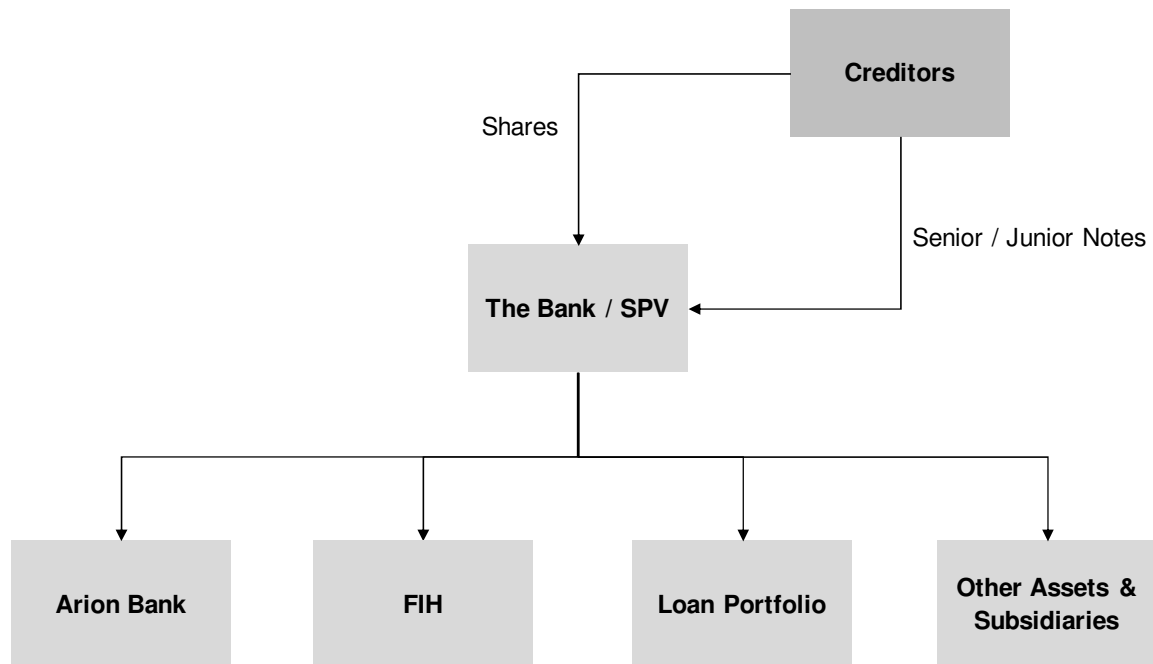 Creditors
Shares
Senior / Junior Notes
The Bank / SPV
Arion Bank
FIH
Loan Portfolio
Other Assets &
Subsidiaries